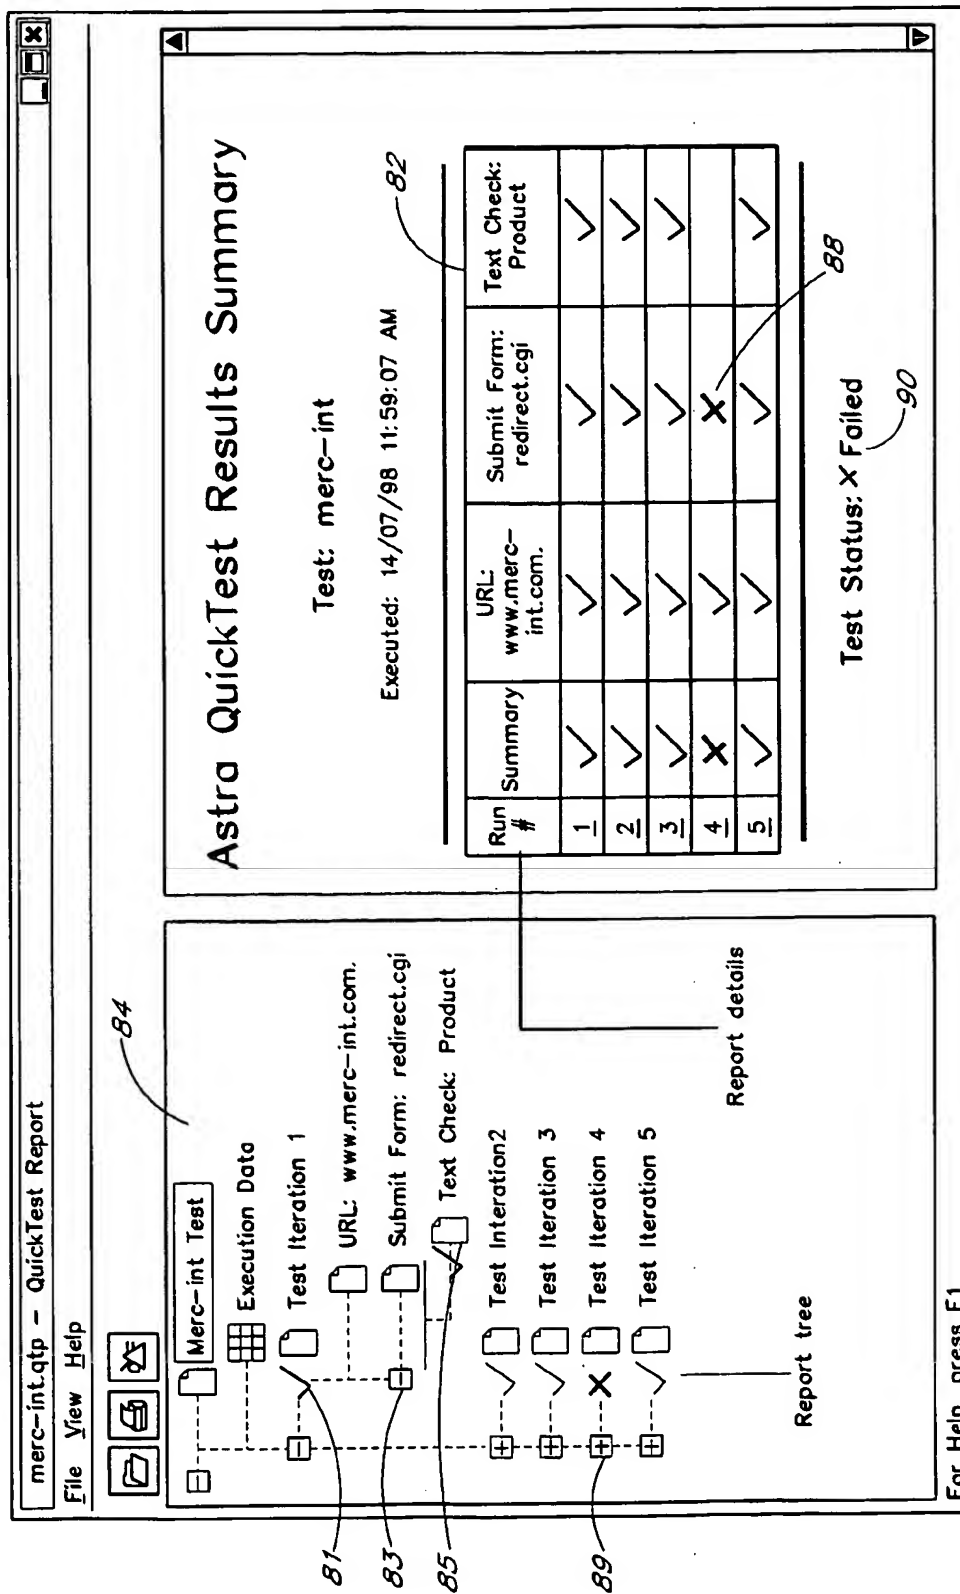 merc-int.qtp - QuickTest Report
File View Help
84
Merc-int Test
Execution Data
Test Iteration 1
URL: www.merc-int.com.
Submit Form: redirect.cgi
Text Check: Product
Test Interation2
Test Iteration 3
Test Iteration 4
Test Iteration 5
81
83
85
89
Report tree
Report details
Astra QuickTest Results Summary
Test: merc-int
Executed: 14/07/98 11:59:07 AM
82
Run # Summary URL: www.merc-int.com. Submit Form: redirect.cgi Text Check: Product
1 ✓ ✓ ✓ ✓
2 ✓ ✓ ✓ ✓
3 ✓ ✓ ✓ ✓
4 X ✓ X
5 ✓ ✓ ✓ ✓
88
Test Status: X Failed
90
For Help, press F1